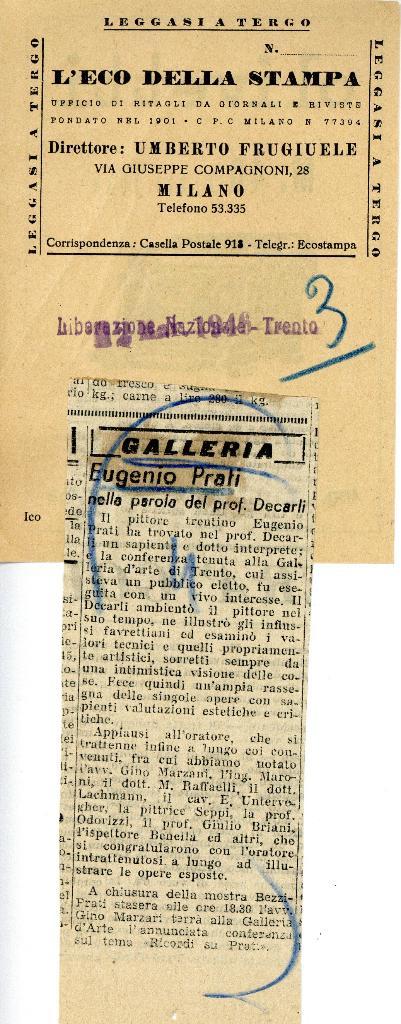 LEGGASI A TERGO
LEGGASI A TERGO
LEGGASI A TERGO
N.
L'ECO DELLA STAMPA
UFFICIO DI RITAGLI DA GIORNALI E RIVISTE
FONDATO NEL 1901 - C. P. C MILANO N 77394
Direttore: UMBERTO FRUGIUELE
VIA GIUSEPPE COMPAGNONI, 28
MILANO
Telefono 53.335
Corrispondenza: Casella Postale 918 - Telegr.: Ecostampa
Liberazione Nazionale - Trento
3
kg.; carne a lire 280 il kg.
GALLERIA
Eugenio Prati
nella parola del prof. Decarli
Ico
Il pittore trentino Eugenio
Prati ha trovato nel prof. Decar-
li un sapiente e dotto interprete;
e la conferenza tenuta alla Gal-
leria d'arte di Trento, cui assi-
steva un pubblico eletto, fu ese-
guita con un vivo interesse. Il
Decarli ambientò il pittore nel
suo tempo, ne illustrò gli influs-
si favrettiani ed esaminò i va-
lori tecnici e quelli propriamen-
te artistici, sorretti sempre da
una intimistica visione delle co-
se. Fece quindi un'ampia rasse-
gna delle singole opere con sa-
pienti valutazioni estetiche e cri-
tiche.
Applausi all'oratore, che si
trattenne infine a lungo coi con-
venuti, fra cui abbiamo notato
l'avv. Gino Marzani, l'ing. Maro-
ni, il dott. M. Raffaelli, il dott.
Lachmann, il cav. E. Unterve-
gher, la pittrice Seppi, la prof.
Odorizzi, il prof. Giulio Briani,
l'ispettore Benella ed altri, che
si congratularono con l'oratore
intrattenutosi a lungo ad illu-
strare le opere esposte.
A chiusura della mostra Bezzi-
Prati stasera alle ore 18.30 l'avv.
Gino Marzari terrà alla Galleria
d'Arte l'annunciata conferenza
sul tema «Ricordi su Prati».